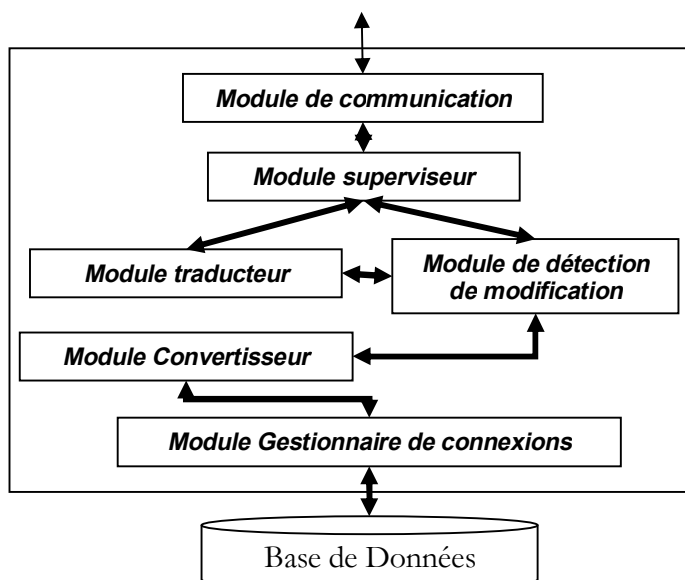 Module de communication
Module superviseur
Module traducteur
Module de détection
de modification
Module Convertisseur
Module Gestionnaire de connexions
Base de Données